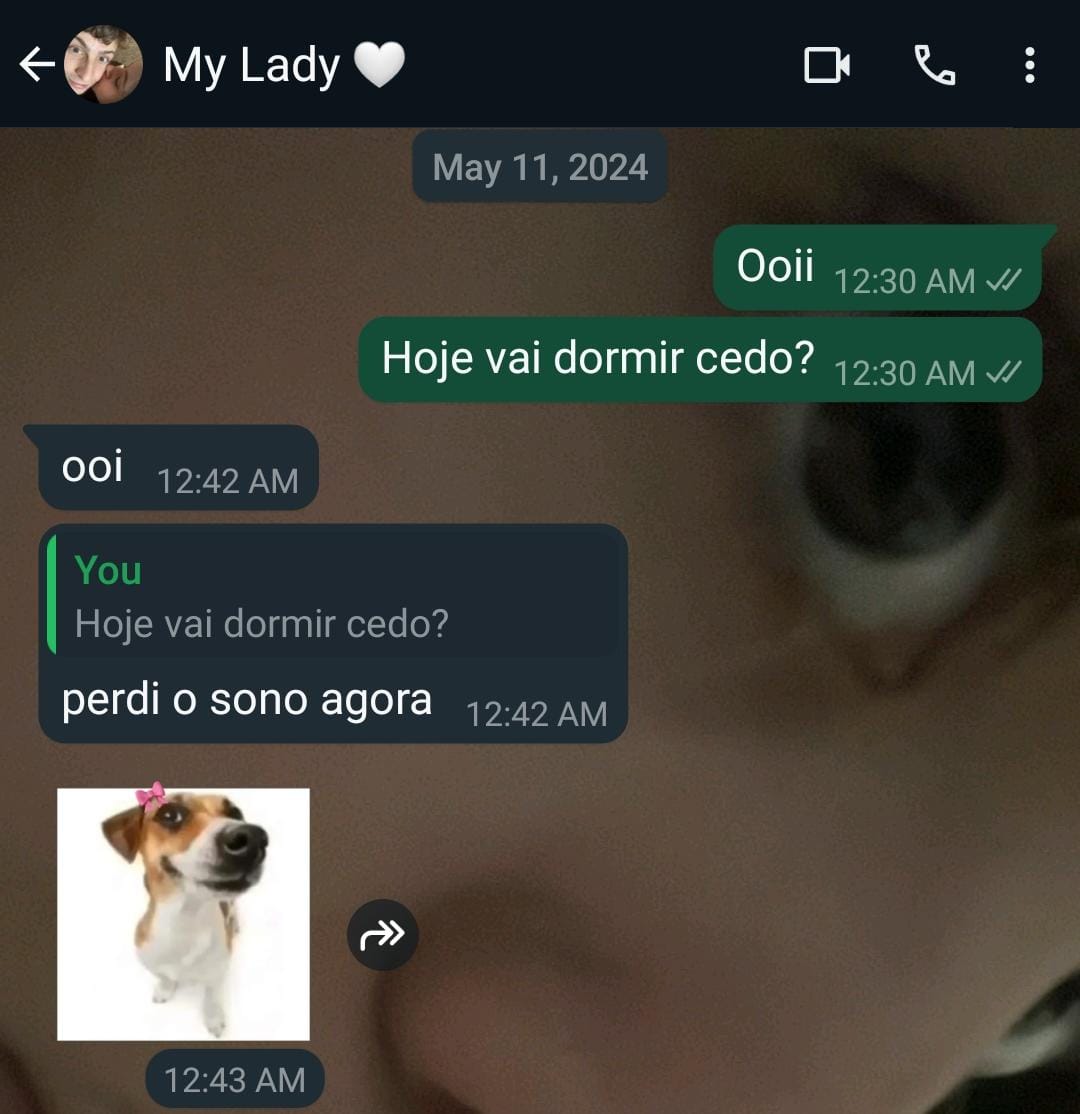 My Lady 🤍
May 11, 2024
Ooii 12:30 AM
Hoje vai dormir cedo? 12:30 AM
ooi 12:42 AM
You
Hoje vai dormir cedo?
perdi o sono agora 12:42 AM
12:43 AM